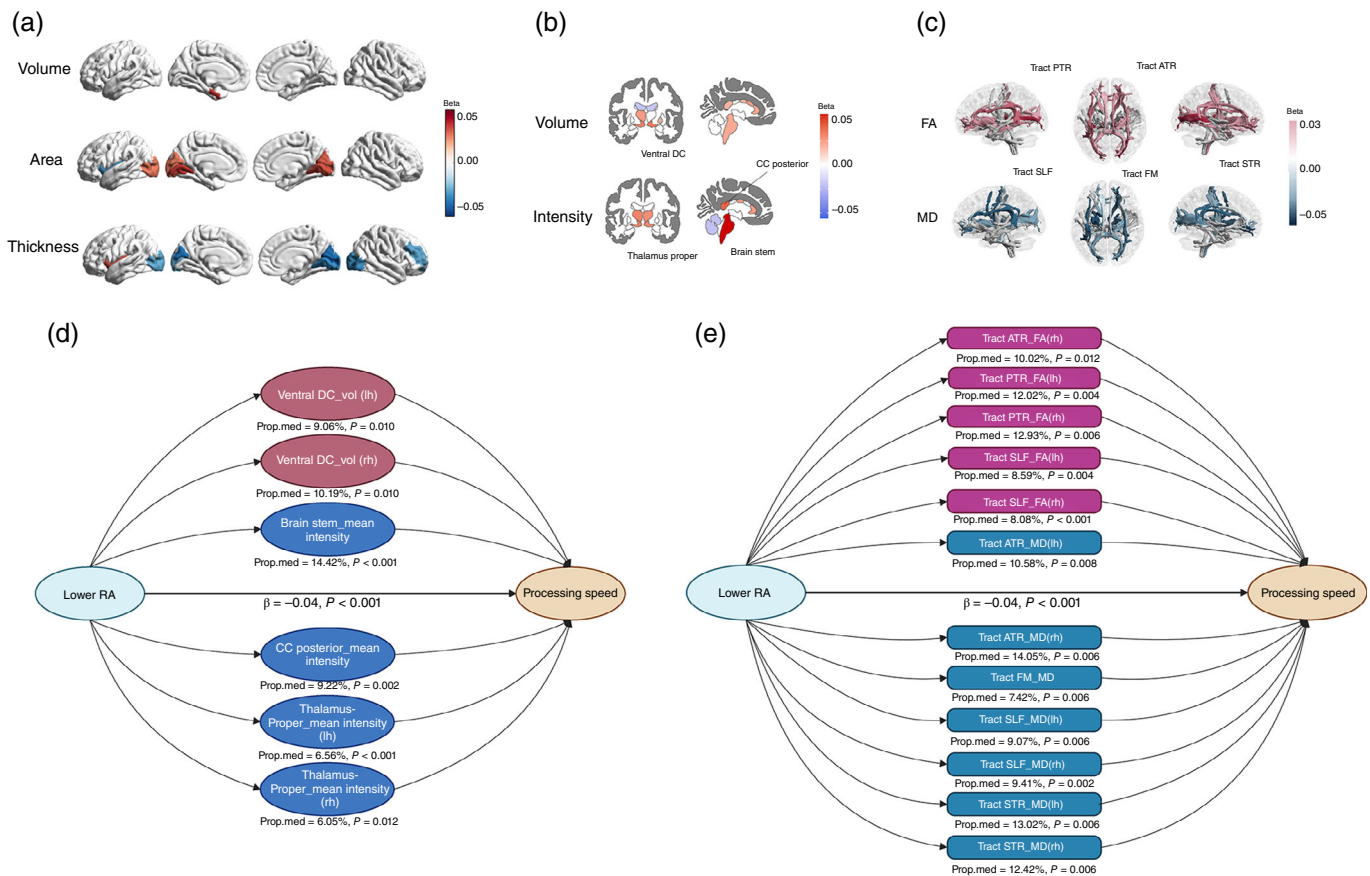 (a)
Volume
Area
Thickness
Beta
0.05
0.00
−0.05
(b)
Volume
Ventral DC
CC posterior
Intensity
Thalamus proper
Brain stem
Beta
0.05
0.00
−0.05
(c)
Tract PTR
Tract ATR
FA
Tract SLF
Tract FM
Tract STR
MD
Beta
0.03
0.00
−0.05
(d)
Ventral DC_vol (lh)
Prop.med = 9.06%, P = 0.010
Ventral DC_vol (rh)
Prop.med = 10.19%, P = 0.010
Brain stem_mean
intensity
Prop.med = 14.42%, P < 0.001
Lower RA
Processing speed
β = −0.04, P < 0.001
CC posterior_mean
intensity
Prop.med = 9.22%, P = 0.002
Thalamus-
Proper_mean intensity
(lh)
Prop.med = 6.56%, P < 0.001
Thalamus-
Proper_mean intensity
(rh)
Prop.med = 6.05%, P = 0.012
(e)
Tract ATR_FA(rh)
Prop.med = 10.02%, P = 0.012
Tract PTR_FA(lh)
Prop.med = 12.02%, P = 0.004
Tract PTR_FA(rh)
Prop.med = 12.93%, P = 0.006
Tract SLF_FA(lh)
Prop.med = 8.59%, P = 0.004
Tract SLF_FA(rh)
Prop.med = 8.08%, P < 0.001
Tract ATR_MD(lh)
Prop.med = 10.58%, P = 0.008
Lower RA
Processing speed
β = −0.04, P < 0.001
Tract ATR_MD(rh)
Prop.med = 14.05%, P = 0.006
Tract FM_MD
Prop.med = 7.42%, P = 0.006
Tract SLF_MD(lh)
Prop.med = 9.07%, P = 0.006
Tract SLF_MD(rh)
Prop.med = 9.41%, P = 0.002
Tract STR_MD(lh)
Prop.med = 13.02%, P = 0.006
Tract STR_MD(rh)
Prop.med = 12.42%, P = 0.006